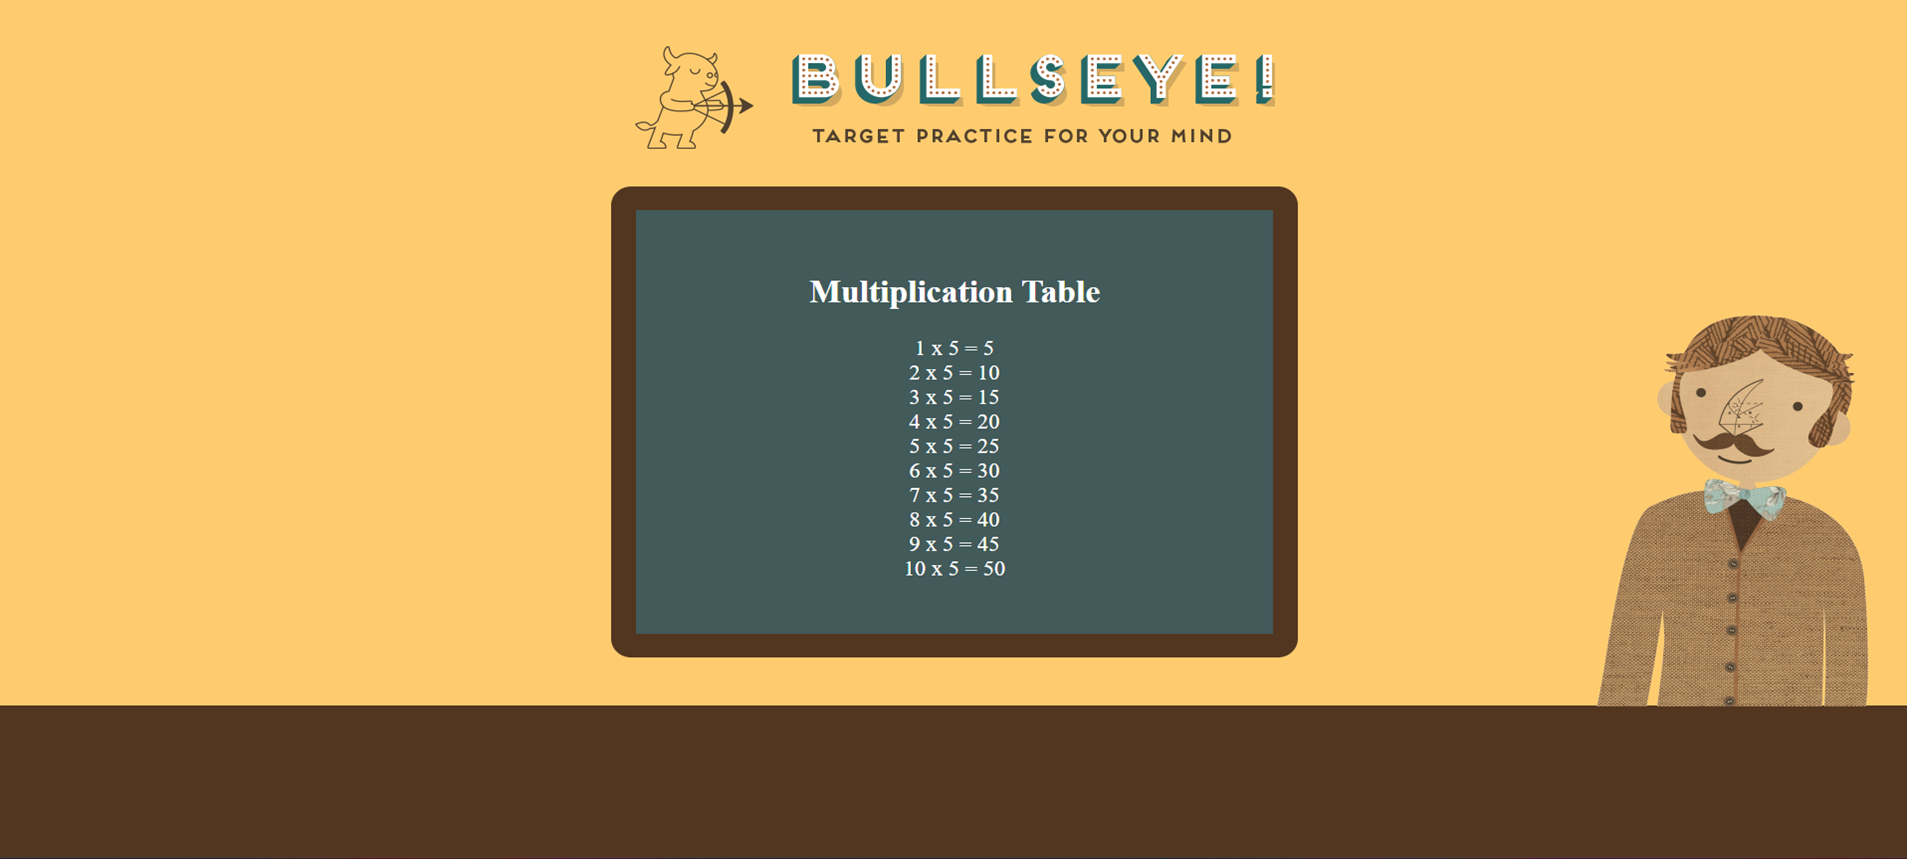 BULLSEYE!
TARGET PRACTICE FOR YOUR MIND
Multiplication Table
1 x 5 = 5
2 x 5 = 10
3 x 5 = 15
4 x 5 = 20
5 x 5 = 25
6 x 5 = 30
7 x 5 = 35
8 x 5 = 40
9 x 5 = 45
10 x 5 = 50